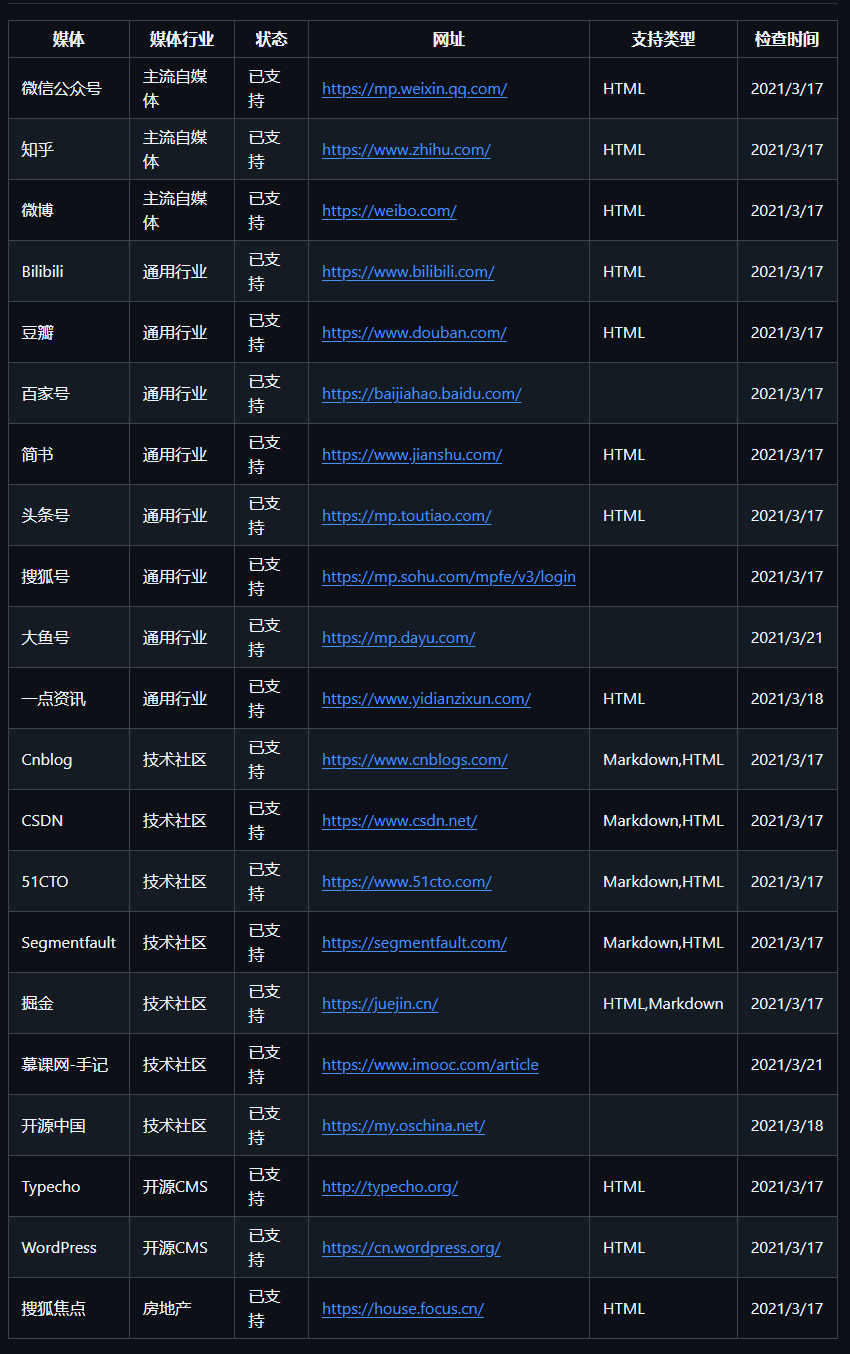 媒体 媒体行业 状态 网址 支持类型 检查时间
微信公众号 主流自媒体 已支持 https://mp.weixin.qq.com/ HTML 2021/3/17
知乎 主流自媒体 已支持 https://www.zhihu.com/ HTML 2021/3/17
微博 主流自媒体 已支持 https://weibo.com/ HTML 2021/3/17
Bilibili 通用行业 已支持 https://www.bilibili.com/ HTML 2021/3/17
豆瓣 通用行业 已支持 https://www.douban.com/ HTML 2021/3/17
百家号 通用行业 已支持 https://baijiahao.baidu.com/ 2021/3/17
简书 通用行业 已支持 https://www.jianshu.com/ HTML 2021/3/17
头条号 通用行业 已支持 https://mp.toutiao.com/ HTML 2021/3/17
搜狐号 通用行业 已支持 https://mp.sohu.com/mpfe/v3/login 2021/3/17
大鱼号 通用行业 已支持 https://mp.dayu.com/ 2021/3/21
一点资讯 通用行业 已支持 https://www.yidianzixun.com/ HTML 2021/3/18
Cnblog 技术社区 已支持 https://www.cnblogs.com/ Markdown,HTML 2021/3/17
CSDN 技术社区 已支持 https://www.csdn.net/ Markdown,HTML 2021/3/17
51CTO 技术社区 已支持 https://www.51cto.com/ Markdown,HTML 2021/3/17
Segmentfault 技术社区 已支持 https://segmentfault.com/ Markdown,HTML 2021/3/17
掘金 技术社区 已支持 https://juejin.cn/ HTML,Markdown 2021/3/17
慕课网-手记 技术社区 已支持 https://www.imooc.com/article 2021/3/21
开源中国 技术社区 已支持 https://my.oschina.net/ 2021/3/18
Typecho 开源CMS 已支持 http://typecho.org/ HTML 2021/3/17
WordPress 开源CMS 已支持 https://cn.wordpress.org/ HTML 2021/3/17
搜狐焦点 房地产 已支持 https://house.focus.cn/ HTML 2021/3/17